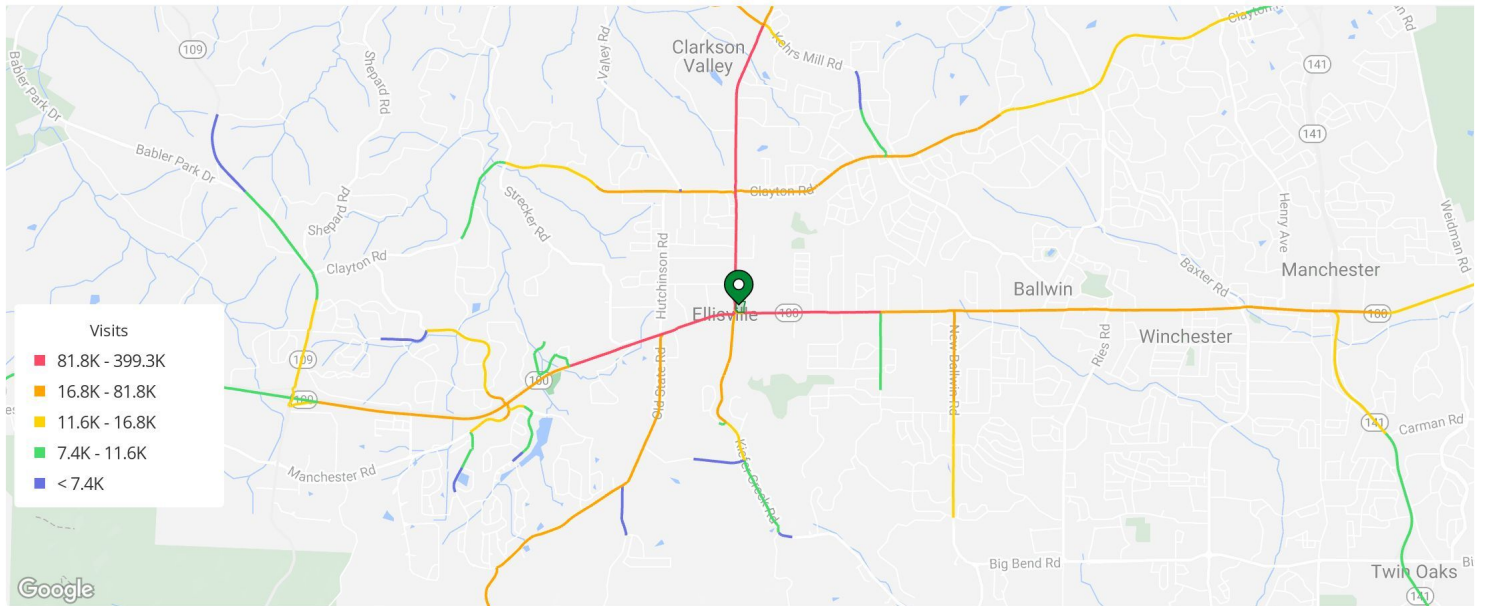 109
Babler Park Dr
Shepard Rd
Valley Rd
Clarkson
Valley
Kehrs Mill Rd
Clayton
141
141
Babler Park Dr
Shepard Rd
Strecker Rd
Clayton Rd
Clayton Rd
Hutchinson Rd
Henry Ave
Weidman Rd
Baxter Rd
Manchester
Ballwin
Ellisville
100
100
Winchester
Ries Rd
New Ballwin Rd
Old State Rd
109
100
100
Visits
81.8K - 399.3K
16.8K - 81.8K
11.6K - 16.8K
7.4K - 11.6K
< 7.4K
Manchester Rd
Kiefer Creek Rd
141
Carman Rd
Big Bend Rd
Twin Oaks
141
Google